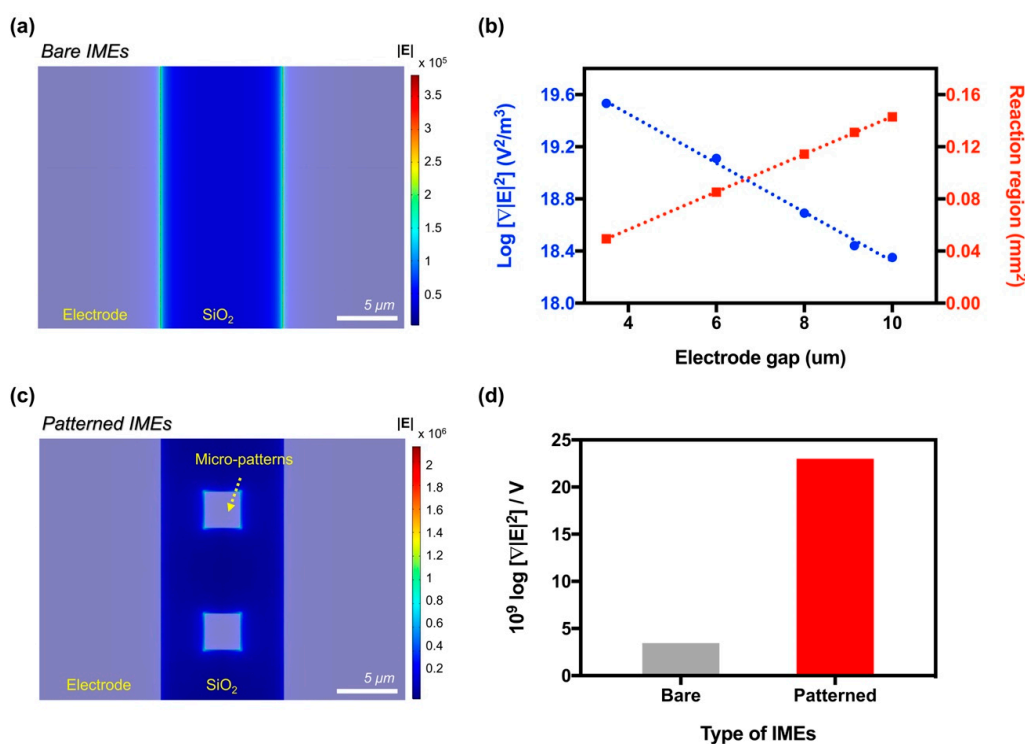 (a)
Bare IMEs
|E|
x 10⁵
3.5
3
2.5
2
1.5
1
0.5
Electrode
SiO₂
5 µm
(b)
Log [∇|E|²] (V²/m³)
19.6
19.2
18.8
18.4
18.0
0.16
0.12
0.08
0.04
0.00
Reaction region (mm²)
4
6
8
10
Electrode gap (um)
(c)
Patterned IMEs
|E|
x 10⁶
Micro-patterns
2
1.8
1.6
1.4
1.2
1
0.8
0.6
0.4
0.2
Electrode
SiO₂
5 µm
(d)
10⁹ log [∇|E|²] / V
25
20
15
10
5
0
Bare
Patterned
Type of IMEs